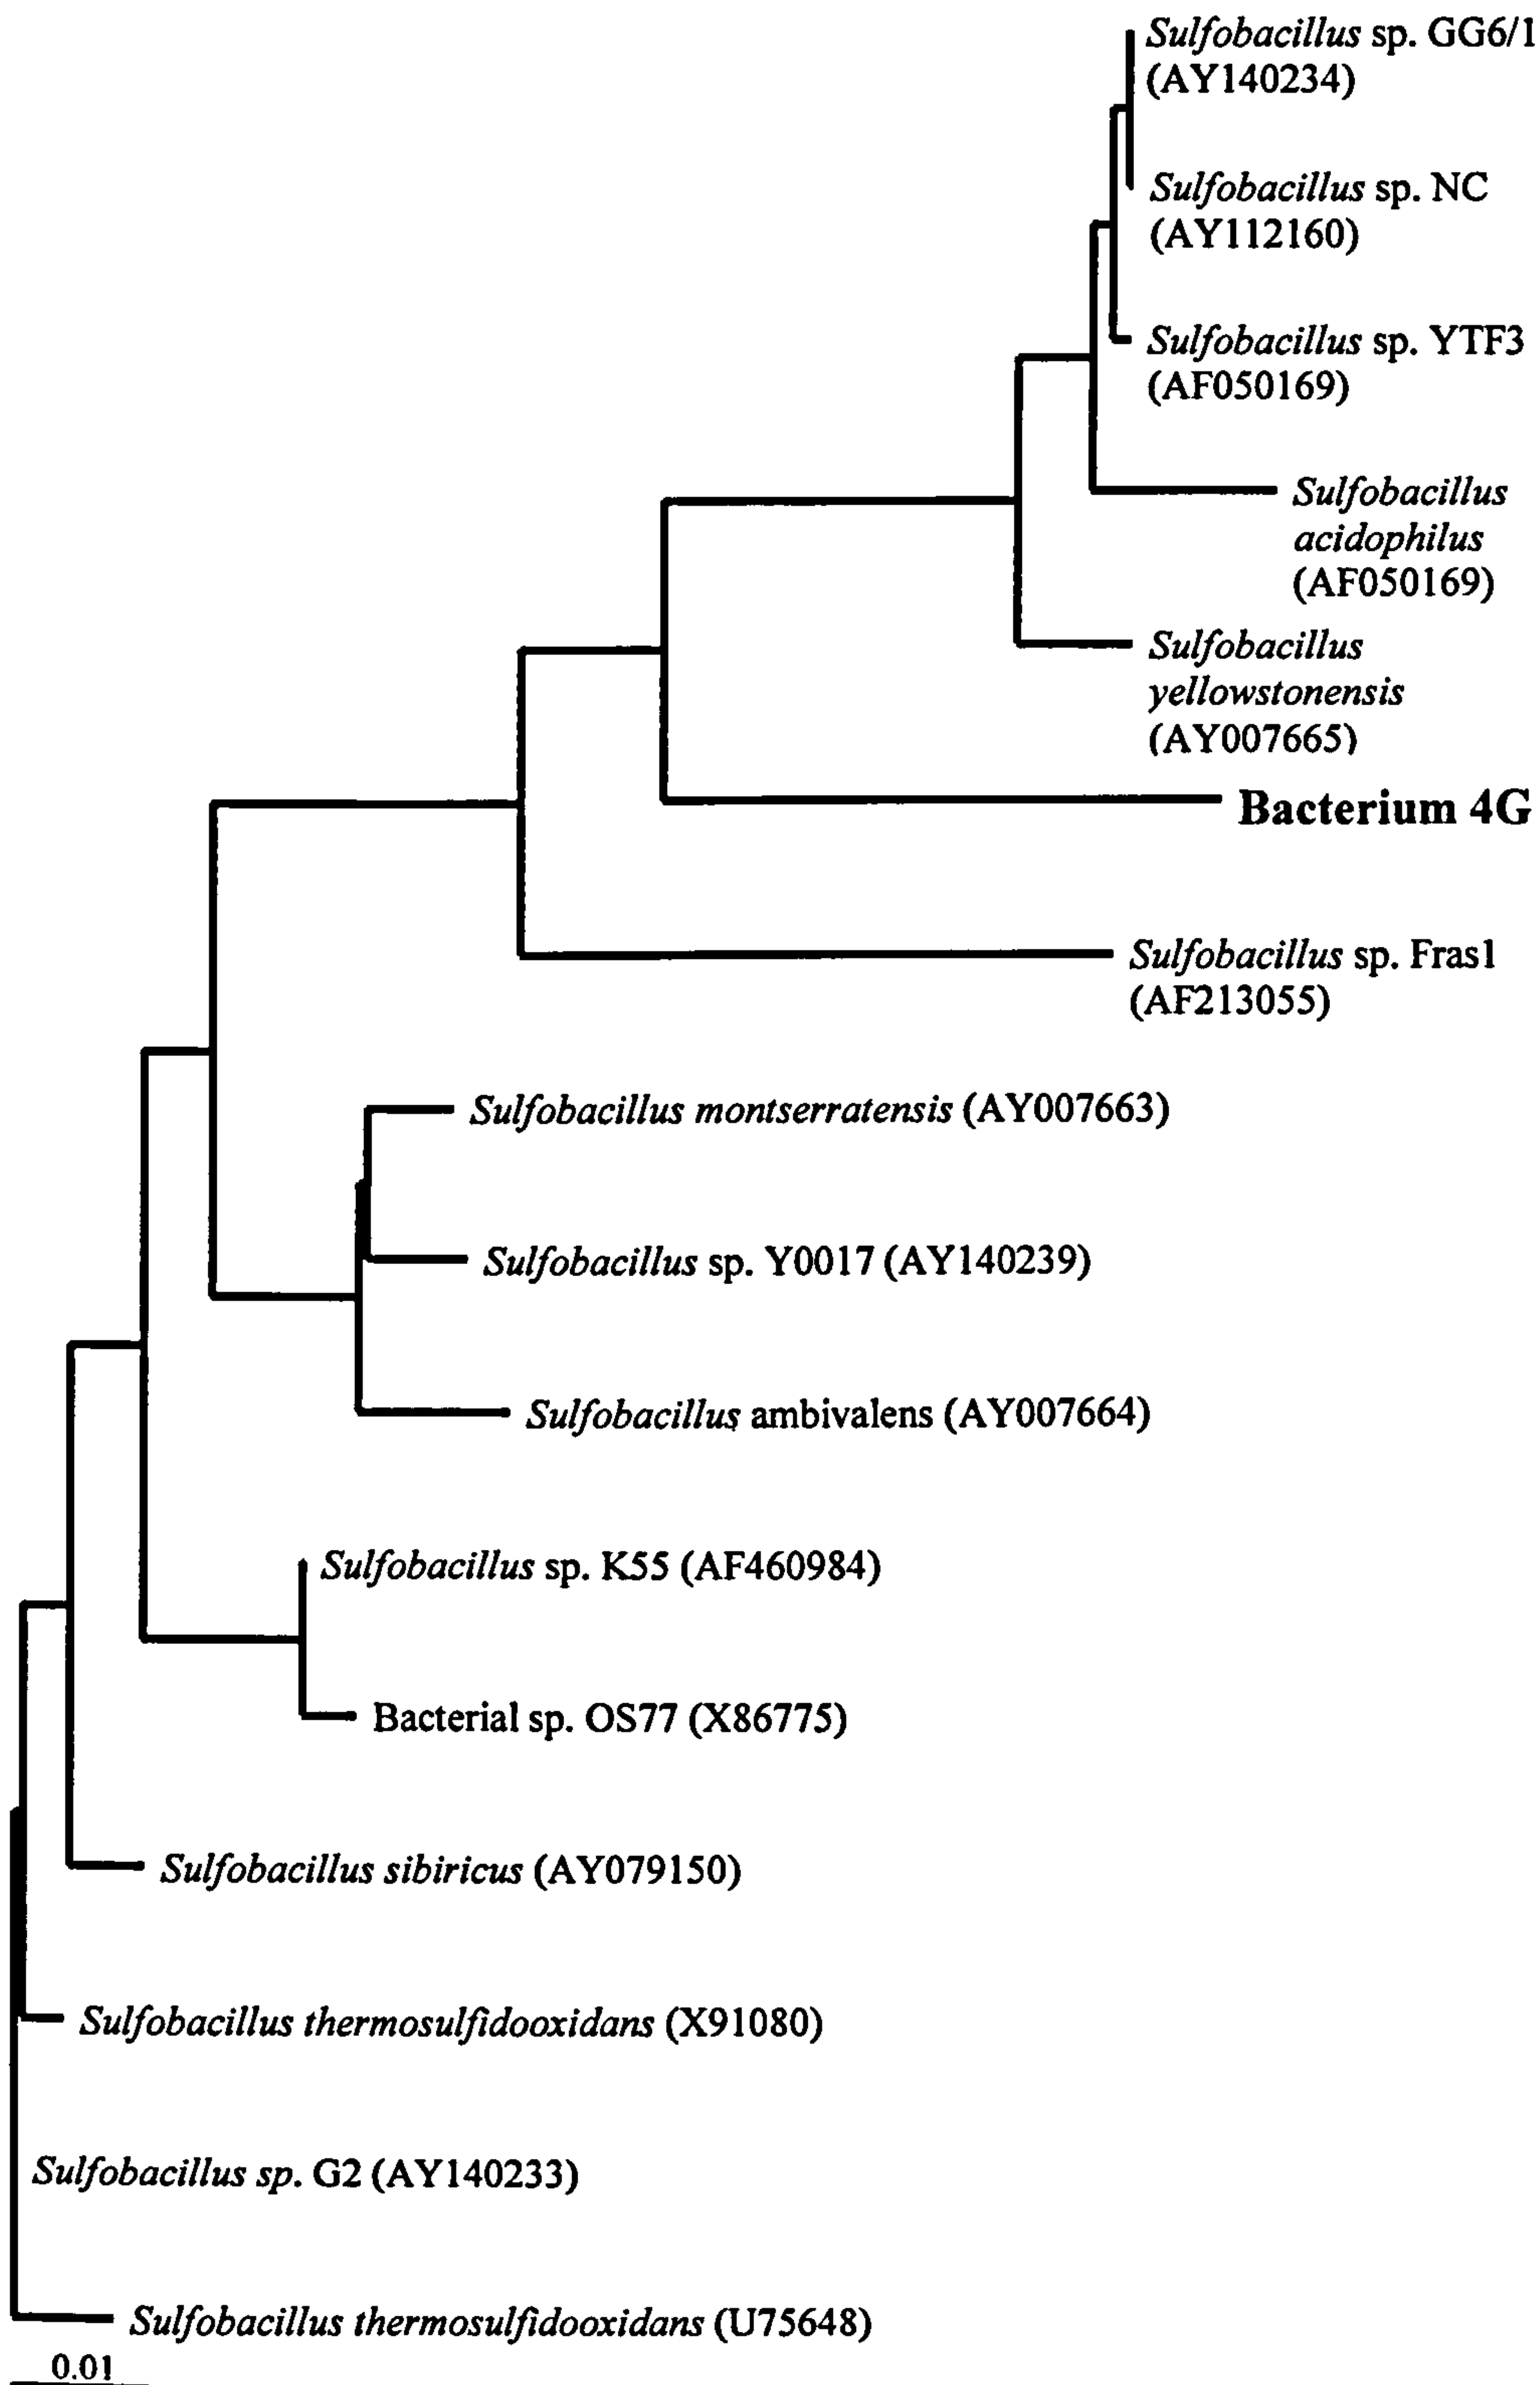 Sulfobacillus sp. GG6/1
(AY140234)
Sulfobacillus sp. NC
(AY112160)
Sulfobacillus sp. YTF3
(AF050169)
Sulfobacillus
acidophilus
(AF050169)
Sulfobacillus
yellowstonensis
(AY007665)
Bacterium 4G
Sulfobacillus sp. Fras1
(AF213055)
Sulfobacillus montserratensis (AY007663)
Sulfobacillus sp. Y0017 (AY140239)
Sulfobacillus ambivalens (AY007664)
Sulfobacillus sp. K55 (AF460984)
Bacterial sp. OS77 (X86775)
Sulfobacillus sibiricus (AY079150)
Sulfobacillus thermosulfidooxidans (X91080)
Sulfobacillus sp. G2 (AY140233)
Sulfobacillus thermosulfidooxidans (U75648)
0.01